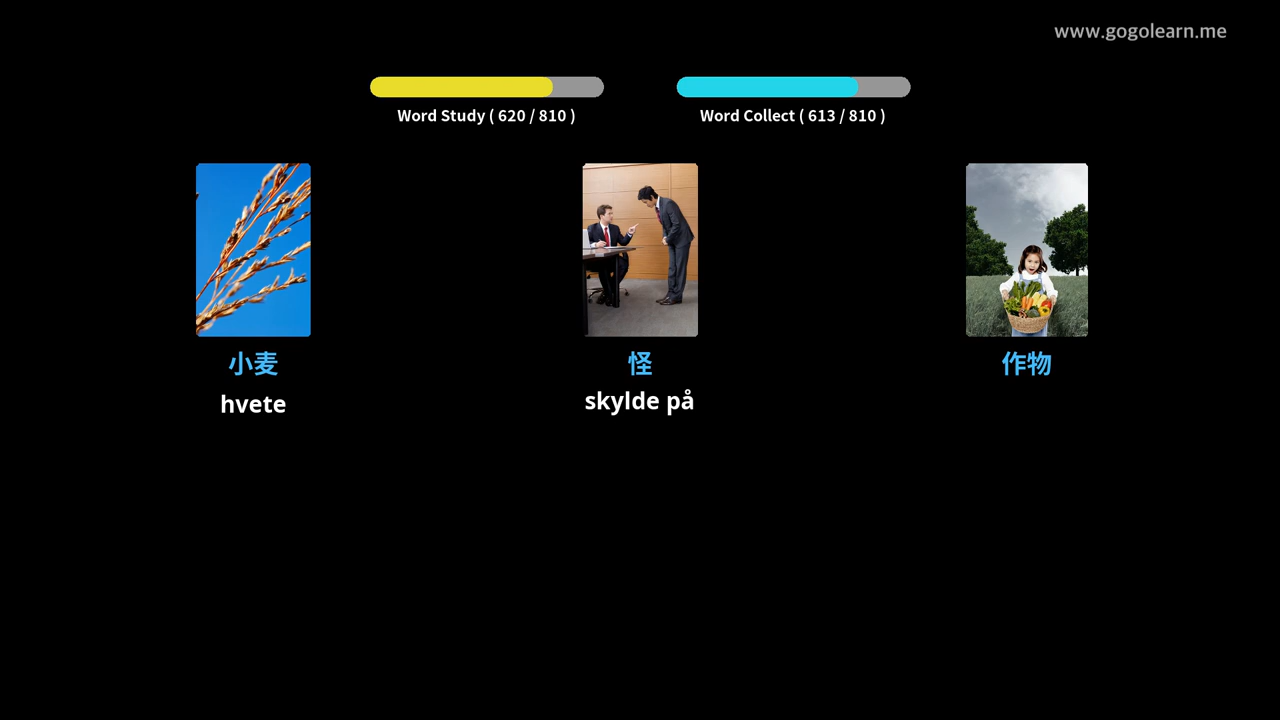 www.gogolearn.me
Word Study ( 620 / 810 )
Word Collect ( 613 / 810 )
小麦
怪
作物
hvete
skylde på